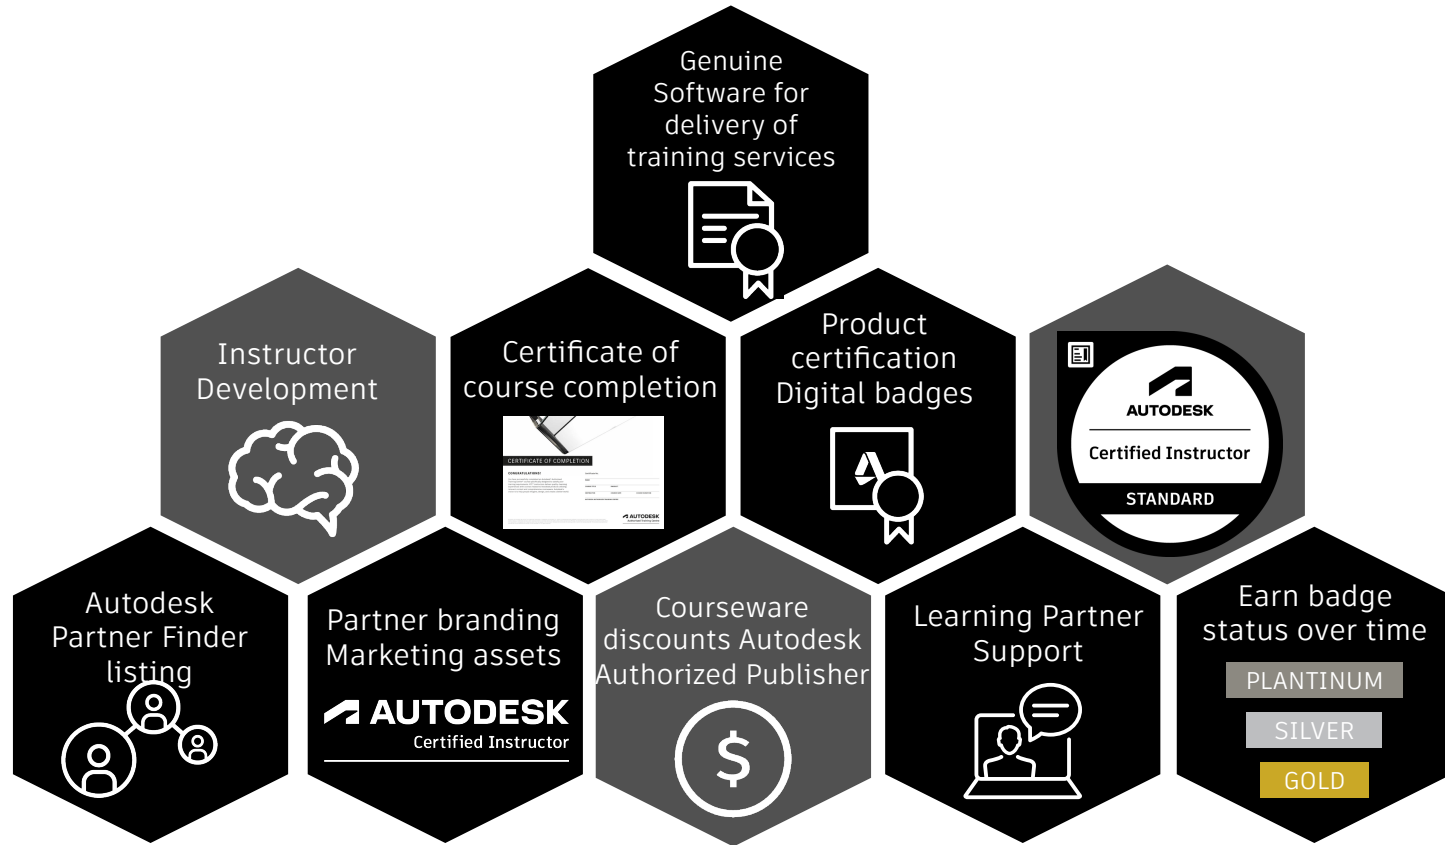 Genuine
Software for
delivery of
training services
Instructor
Development
Certificate of
course completion
CERTIFICATE OF COMPLETION
CONGRATULATIONS!
AUTODESK
Product
certification
Digital badges
AUTODESK
Certified Instructor
STANDARD
Autodesk
Partner Finder
listing
Partner branding
Marketing assets
AUTODESK
Certified Instructor
Courseware
discounts Autodesk
Authorized Publisher
$
Learning Partner
Support
Earn badge
status over time
PLANTINUM
SILVER
GOLD